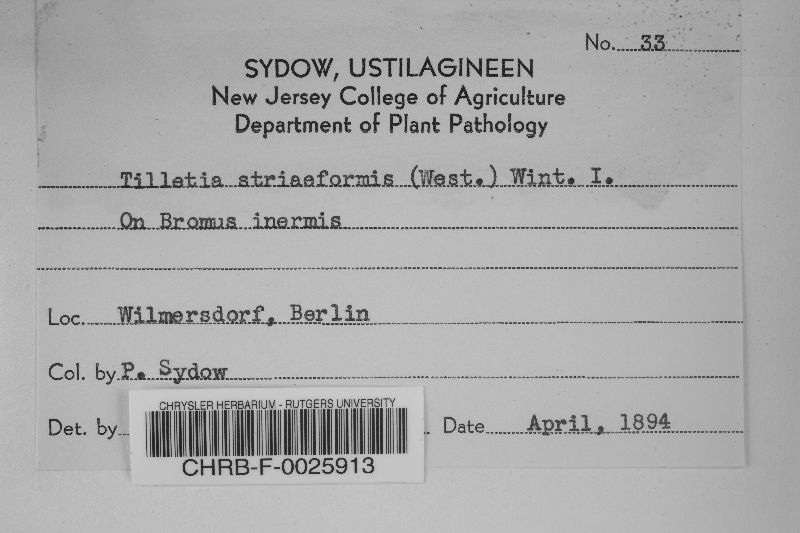 No. 33
SYDOW, USTILAGINEEN
New Jersey College of Agriculture
Department of Plant Pathology
Tilletia striaeformis (West.) Wint. I.
On Bromus inermis
Loc. Wilmersdorf, Berlin
Col. by P. Sydow
Det. by Date April, 1894
CHRYSLER HERBARIUM - RUTGERS UNIVERSITY
CHRB-F-0025913